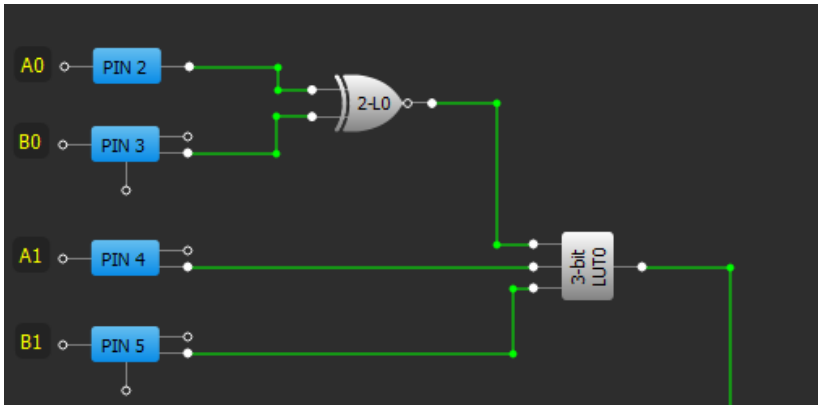 A0
PIN 2
2-L0
B0
PIN 3
A1
PIN 4
3-bit
LUT0
B1
PIN 5